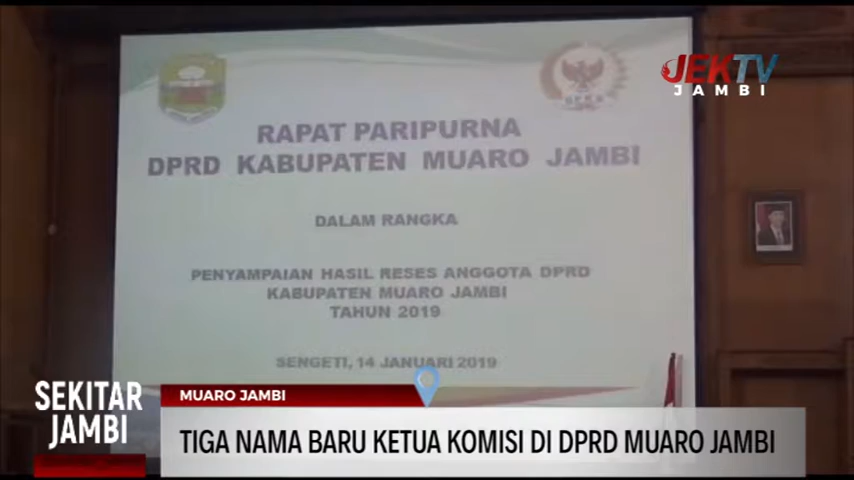 JEKTV
JAMBI
RAPAT PARIPURNA
DPRD KABUPATEN MUARO JAMBI
DALAM RANGKA
PENYAMPAIAN HASIL RESES ANGGOTA DPRD
KABUPATEN MUARO JAMBI
TAHUN 2019
SENGETI, 14 JANUARI 2019
SEKITAR
JAMBI
MUARO JAMBI
TIGA NAMA BARU KETUA KOMISI DI DPRD MUARO JAMBI